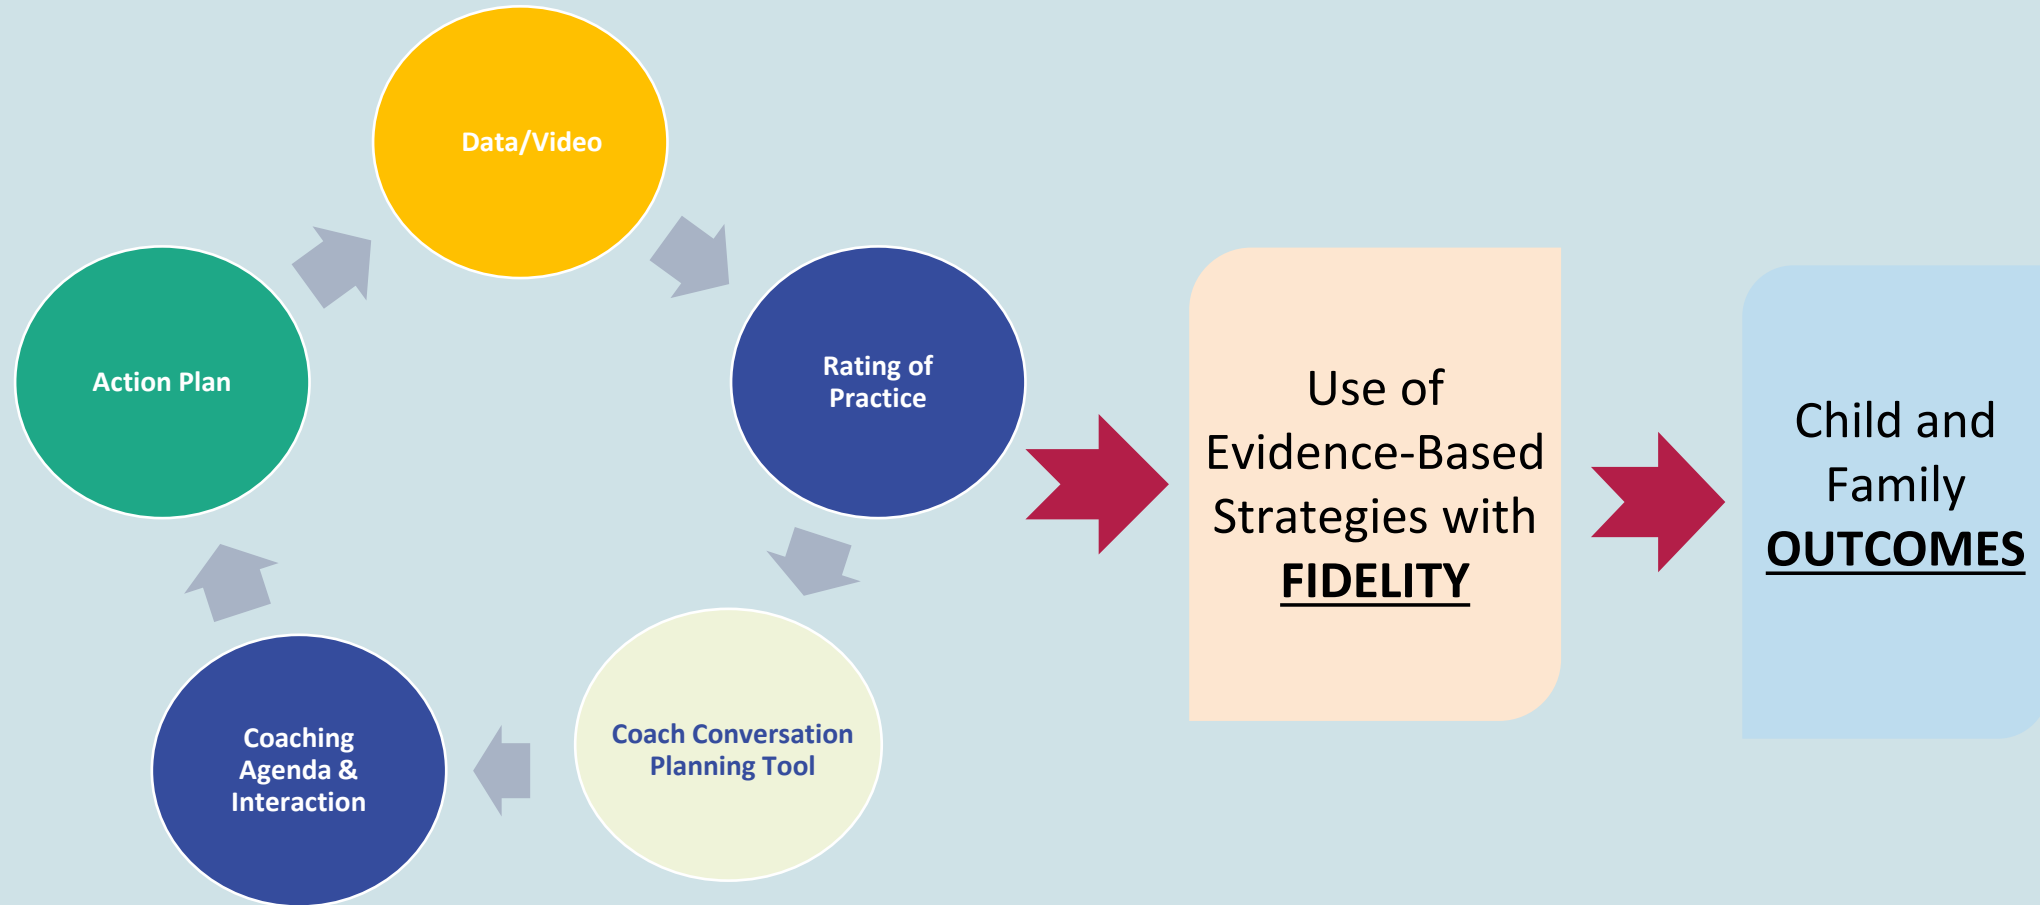 Data/Video
Rating of
Practice
Coach Conversation
Planning Tool
Coaching
Agenda &
Interaction
Action Plan
Use of
Evidence-Based
Strategies with
FIDELITY
Child and
Family
OUTCOMES